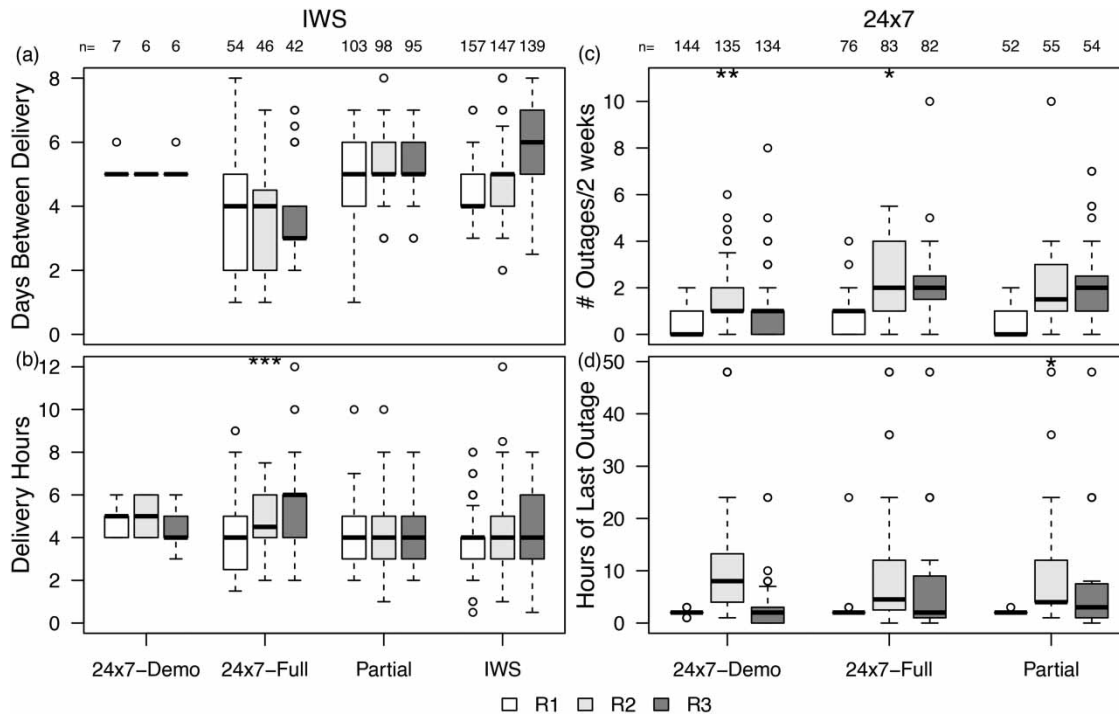 IWS 24x7
(a) n= 7 6 6 54 46 42 103 98 95 157 147 139
Days Between Delivery
8
6
4
2
0
(c) n= 144 135 134 76 83 82 52 55 54
** *
# Outages/2 weeks
10
8
6
4
2
0
(b) ***
Delivery Hours
12
10
8
6
4
2
0
24x7−Demo 24x7−Full Partial IWS
(d) *
Hours of Last Outage
50
40
30
20
10
0
24x7−Demo 24x7−Full Partial
R1 R2 R3